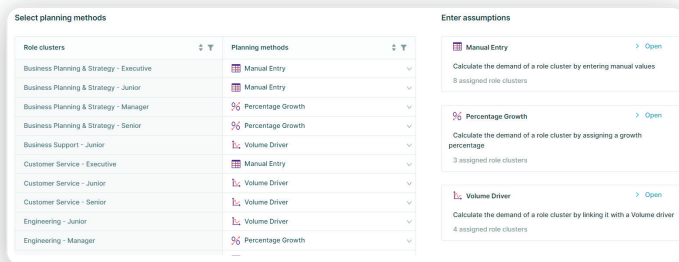 Select planning methods
Role clusters
Planning methods
Business Planning & Strategy - Executive
Manual Entry
Business Planning & Strategy - Junior
Manual Entry
Business Planning & Strategy - Manager
Percentage Growth
Business Planning & Strategy - Senior
Percentage Growth
Business Support - Junior
Volume Driver
Customer Service - Executive
Manual Entry
Customer Service - Junior
Volume Driver
Customer Service - Senior
Volume Driver
Engineering - Junior
Volume Driver
Engineering - Manager
Percentage Growth
Enter assumptions
Manual Entry
> Open
Calculate the demand of a role cluster by entering manual values
8 assigned role clusters
Percentage Growth
> Open
Calculate the demand of a role cluster by assigning a growth
percentage
3 assigned role clusters
Volume Driver
> Open
Calculate the demand of a role cluster by linking it with a Volume driver
4 assigned role clusters